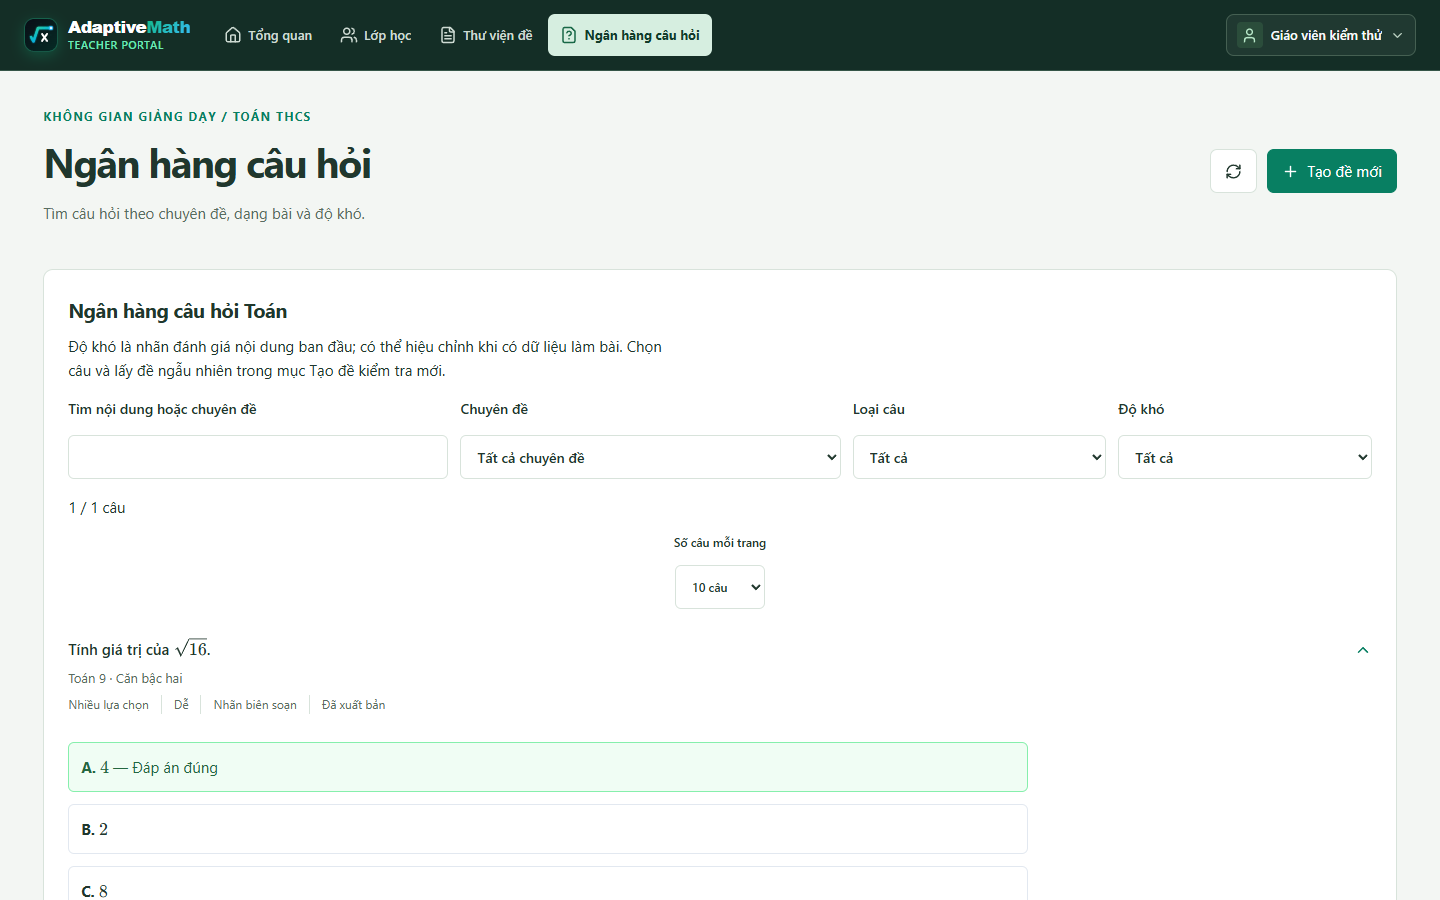 AdaptiveMath
TEACHER PORTAL
Tổng quan
Lớp học
Thư viện đề
Ngân hàng câu hỏi
Giáo viên kiểm thử
KHÔNG GIAN GIẢNG DẠY / TOÁN THCS
Ngân hàng câu hỏi
Tìm câu hỏi theo chuyên đề, dạng bài và độ khó.
+ Tạo đề mới
Ngân hàng câu hỏi Toán
Độ khó là nhãn đánh giá nội dung ban đầu; có thể hiệu chỉnh khi có dữ liệu làm bài. Chọn
câu và lấy đề ngẫu nhiên trong mục Tạo đề kiểm tra mới.
Tìm nội dung hoặc chuyên đề
Chuyên đề
Loại câu
Độ khó
Tất cả chuyên đề
Tất cả
Tất cả
1 / 1 câu
Số câu mỗi trang
10 câu
Tính giá trị của √16.
Toán 9 · Căn bậc hai
Nhiều lựa chọn
Dễ
Nhãn biên soạn
Đã xuất bản
A. 4 — Đáp án đúng
B. 2
C. 8